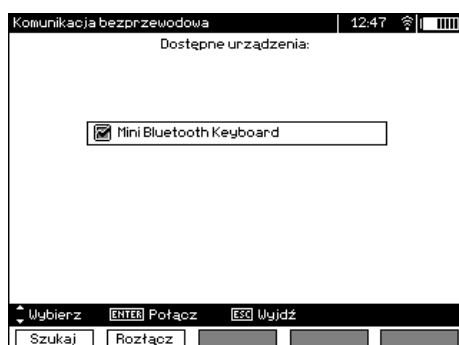 Komunikacja bezprzewodowa 12:47
Dostępne urządzenia:
Mini Bluetooth Keyboard
Wybierz ENTER Połącz ESC Wyjdź
Szukaj Rozłącz